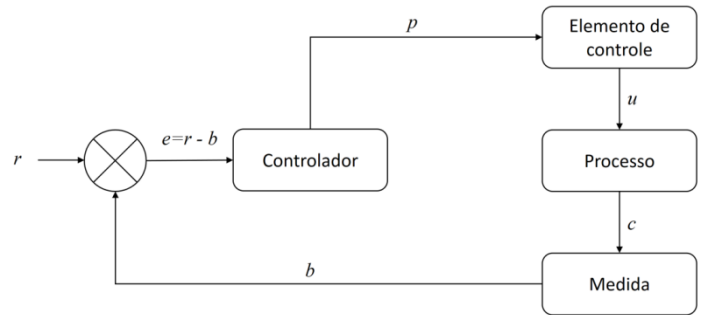 p
Elemento de
controle
u
r
e=r - b
Controlador
Processo
c
b
Medida